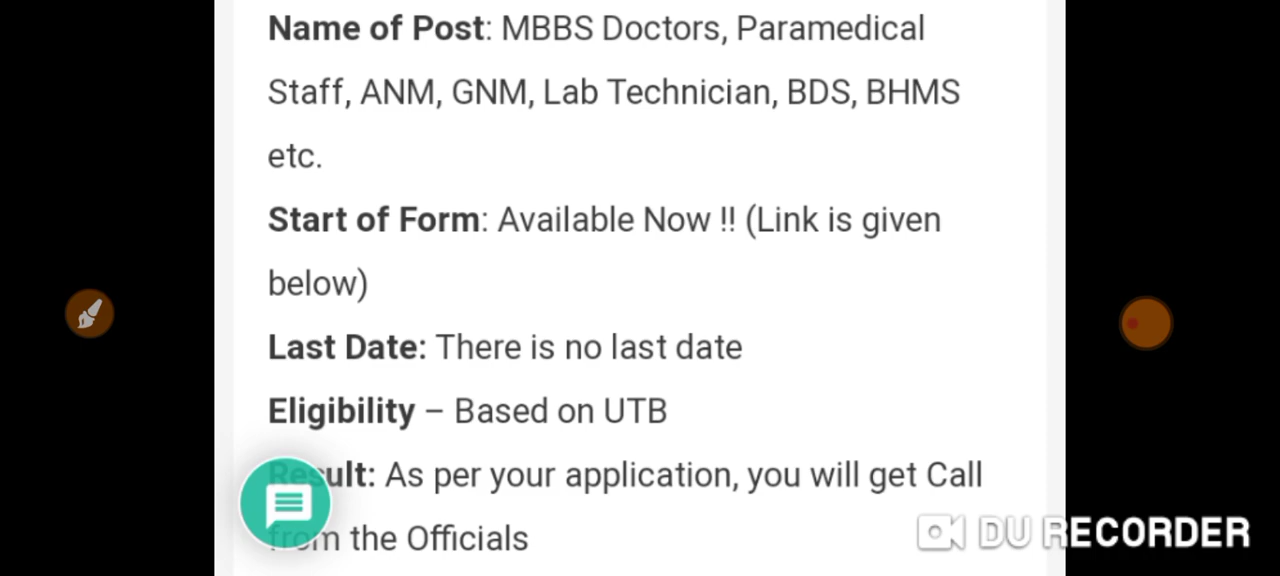 Name of Post: MBBS Doctors, Paramedical
Staff, ANM, GNM, Lab Technician, BDS, BHMS
etc.
Start of Form: Available Now !! (Link is given
below)
Last Date: There is no last date
Eligibility – Based on UTB
Result: As per your application, you will get Call
from the Officials
DU RECORDER